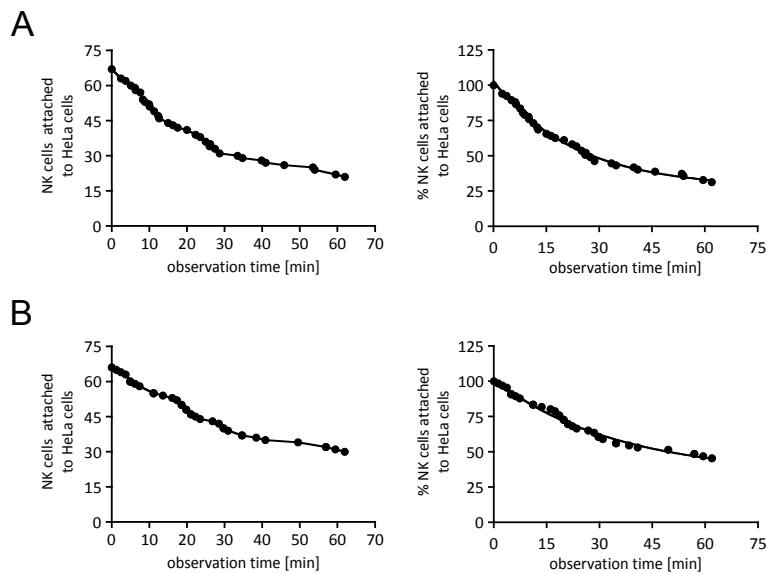 A
NK cells attached
to HeLa cells
75
60
45
30
15
0
0 10 20 30 40 50 60 70
observation time [min]
% NK cells attached
to HeLa cells
125
100
75
50
25
0
0 15 30 45 60 75
observation time [min]
B
NK cells attached
to HeLa cells
75
60
45
30
15
0
0 10 20 30 40 50 60 70
observation time [min]
% NK cells attached
to HeLa cells
125
100
75
50
25
0
0 15 30 45 60 75
observation time [min]